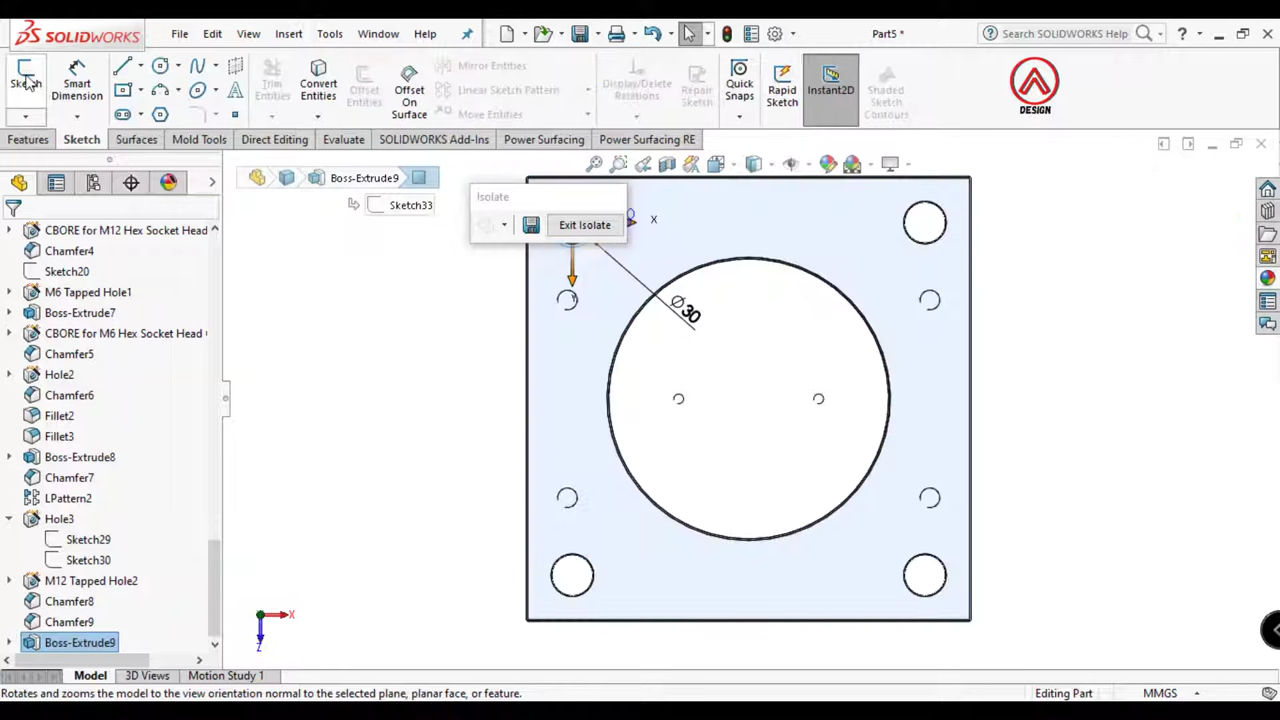 SOLIDWORKS File Edit View Insert Tools Window Help Part5 * Search SOLIDWORKS Help
Sketch Smart Dimension Trim Entities Convert Entities Offset Entities Offset On Surface Mirror Entities Linear Sketch Pattern Move Entities Display/Delete Relations Repair Sketch Quick Snaps Rapid Sketch Instant2D Shaded Sketch Contours
DESIGN
Features Sketch Surfaces Mold Tools Direct Editing Evaluate SOLIDWORKS Add-Ins Power Surfacing Power Surfacing RE
Boss-Extrude9
Sketch33
Isolate
Exit Isolate
X
Ø30
CBORE for M12 Hex Socket Head
Chamfer4
Sketch20
M6 Tapped Hole1
Boss-Extrude7
CBORE for M6 Hex Socket Head
Chamfer5
Hole2
Chamfer6
Fillet2
Fillet3
Boss-Extrude8
Chamfer7
LPattern2
Hole3
Sketch29
Sketch30
M12 Tapped Hole2
Chamfer8
Chamfer9
Boss-Extrude9
X
Z
Model 3D Views Motion Study 1
Rotates and zooms the model to the view orientation normal to the selected plane, planar face, or feature. Editing Part MMGS